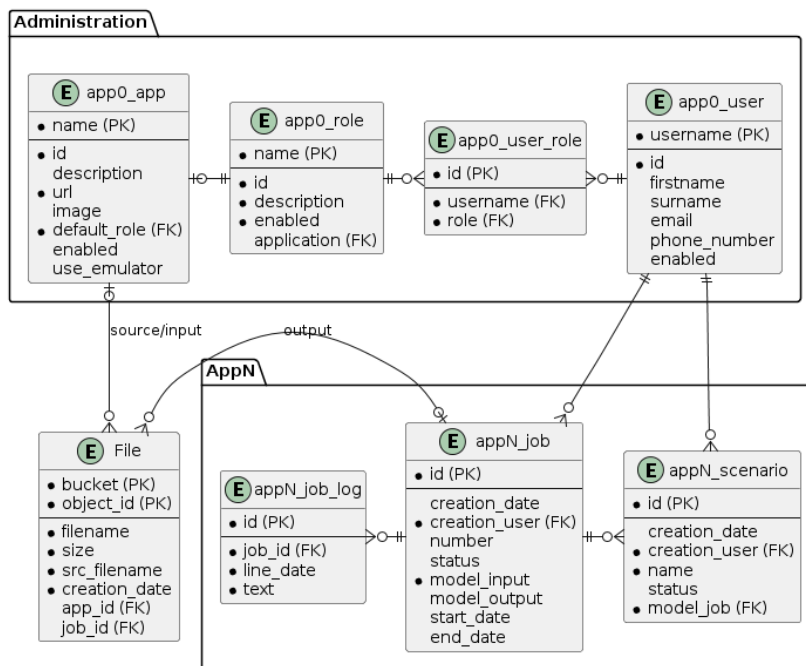 Administration
E app0_app
• name (PK)
• id
description
• url
image
• default_role (FK)
enabled
use_emulator
E app0_role
• name (PK)
• id
• description
• enabled
application (FK)
E app0_user_role
• id (PK)
• username (FK)
• role (FK)
E app0_user
• username (PK)
• id
firstname
surname
email
phone_number
enabled
source/input
output
AppN
E File
• bucket (PK)
• object_id (PK)
• filename
• size
• src_filename
• creation_date
app_id (FK)
job_id (FK)
E appN_job_log
• id (PK)
• job_id (FK)
• line_date
• text
E appN_job
• id (PK)
creation_date
• creation_user (FK)
number
status
• model_input
model_output
start_date
end_date
E appN_scenario
• id (PK)
creation_date
• creation_user (FK)
• name
status
• model_job (FK)